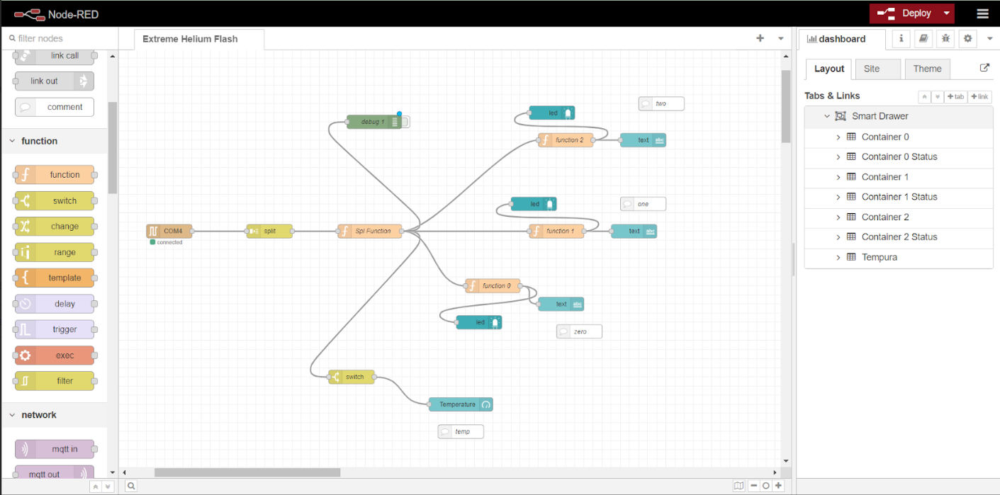 Node-RED
Deploy
filter nodes
link call
link out
comment
function
function
switch
change
range
template
delay
trigger
exec
filter
network
mqtt in
mqtt out
Extreme Helium Flash
debug 1
led
two
function 2
text abc
led
one
COM4
connected
split
Spl Function
function 1
text abc
function 0
text abc
led
zero
switch
Temperature
temp
dashboard
i
Layout
Site
Theme
Tabs & Links
+ tab
+ link
Smart Drawer
Container 0
Container 0 Status
Container 1
Container 1 Status
Container 2
Container 2 Status
Tempura